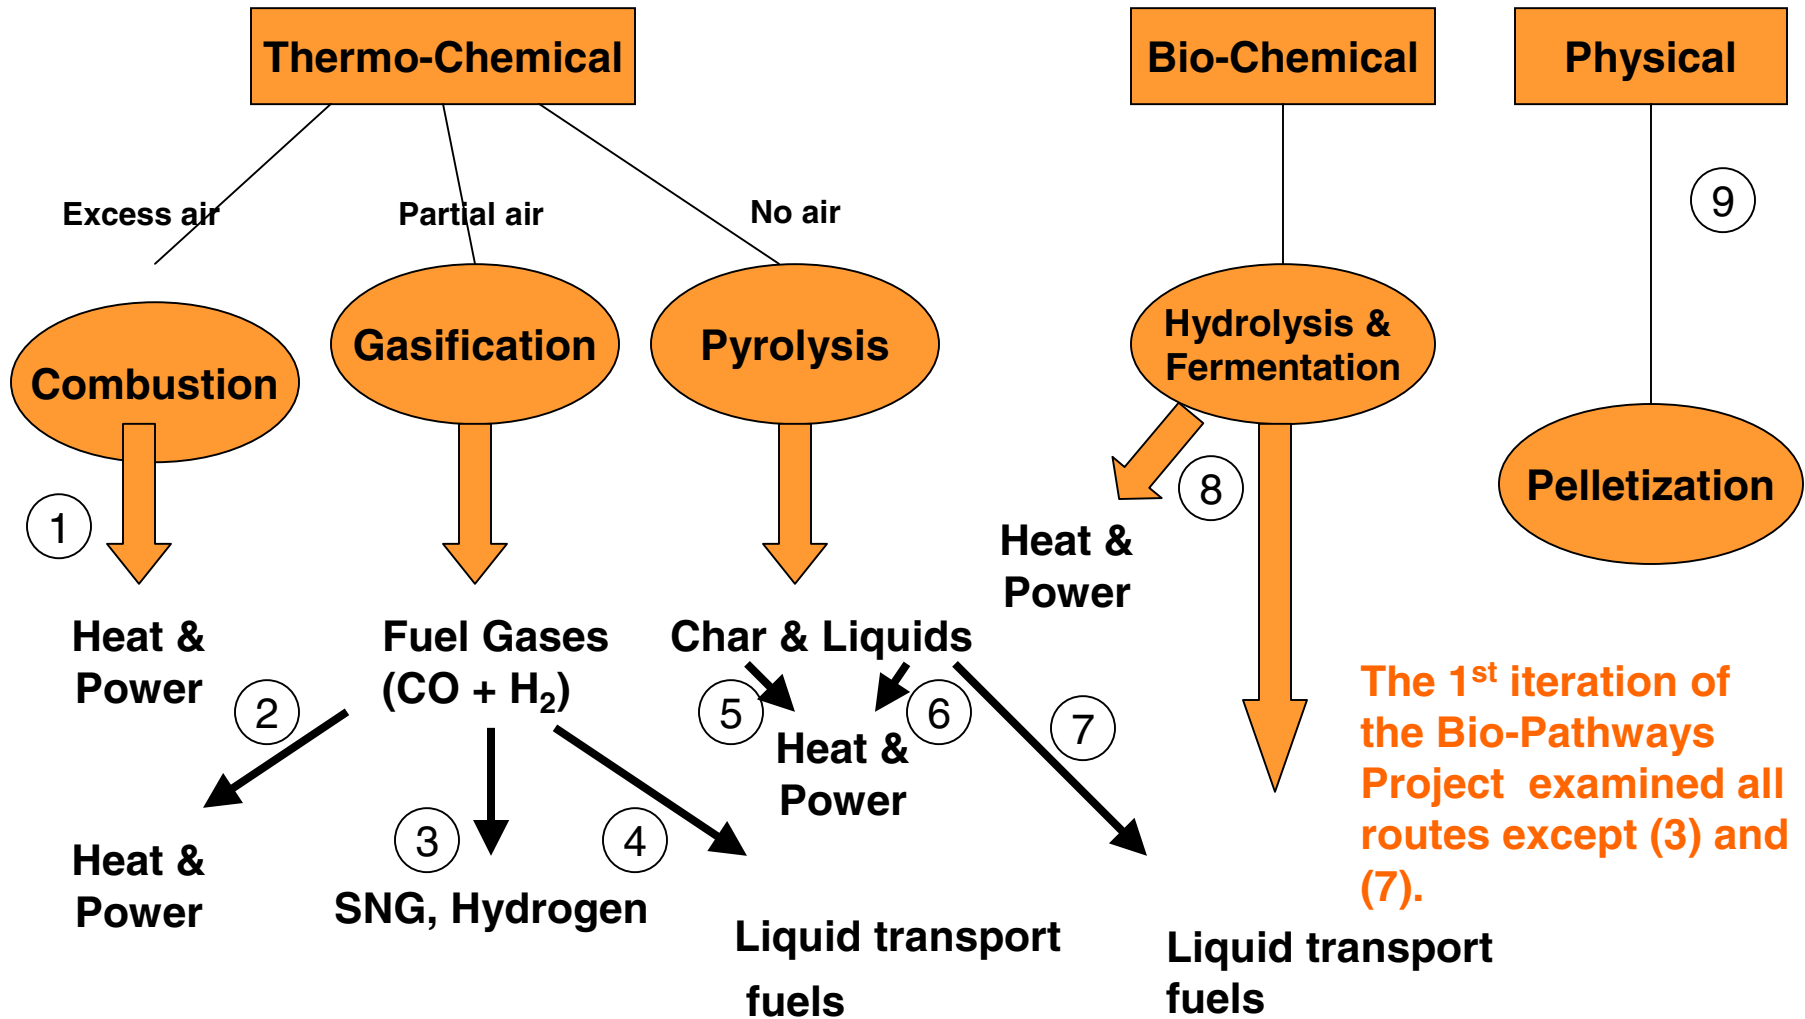 Thermo-Chemical
Bio-Chemical
Physical
Excess air
Partial air
No air
9
Combustion
Gasification
Pyrolysis
Hydrolysis &
Fermentation
Pelletization
1
8
Heat &
Power
Heat &
Power
Fuel Gases
(CO + H₂)
Char & Liquids
2
5
6
7
Heat &
Power
3
4
Heat &
Power
SNG, Hydrogen
Liquid transport
fuels
Liquid transport
fuels
The 1st iteration of
the Bio-Pathways
Project examined all
routes except (3) and
(7).